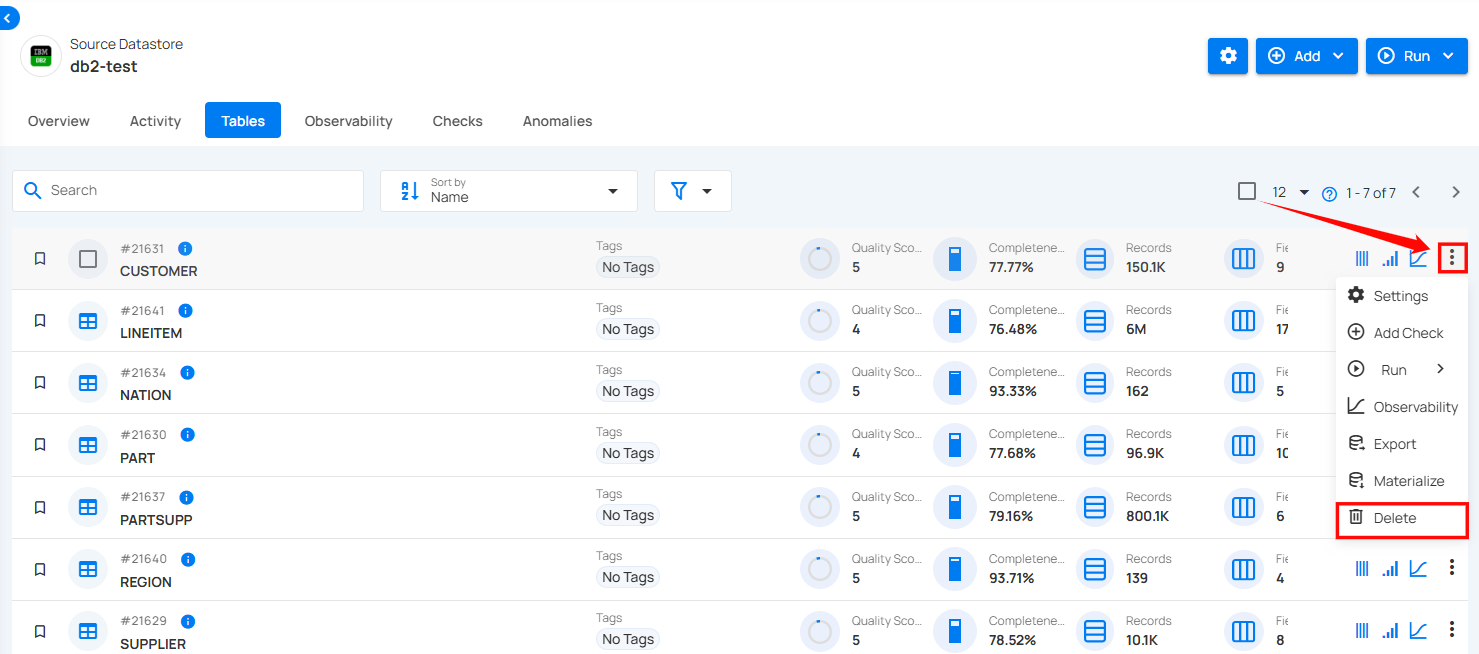 Source Datastore
IBM
DB2
db2-test
Add
Run
Overview
Activity
Tables
Observability
Checks
Anomalies
Search
A
Z
Sort by
Name
12
?
1 - 7 of 7
#21631
CUSTOMER
Tags
No Tags
Quality Sco...
5
Completene...
77.77%
Records
150.1K
Fie
9
Settings
Add Check
Run
Observability
Export
Materialize
Delete
#21641
LINEITEM
Tags
No Tags
Quality Sco...
4
Completene...
76.48%
Records
6M
Fie
17
#21634
NATION
Tags
No Tags
Quality Sco...
5
Completene...
93.33%
Records
162
Fie
5
#21630
PART
Tags
No Tags
Quality Sco...
4
Completene...
77.68%
Records
96.9K
Fie
10
#21637
PARTSUPP
Tags
No Tags
Quality Sco...
5
Completene...
79.16%
Records
800.1K
Fie
6
#21640
REGION
Tags
No Tags
Quality Sco...
5
Completene...
93.71%
Records
139
Fie
4
#21629
SUPPLIER
Tags
No Tags
Quality Sco...
5
Completene...
78.52%
Records
10.1K
Fie
8